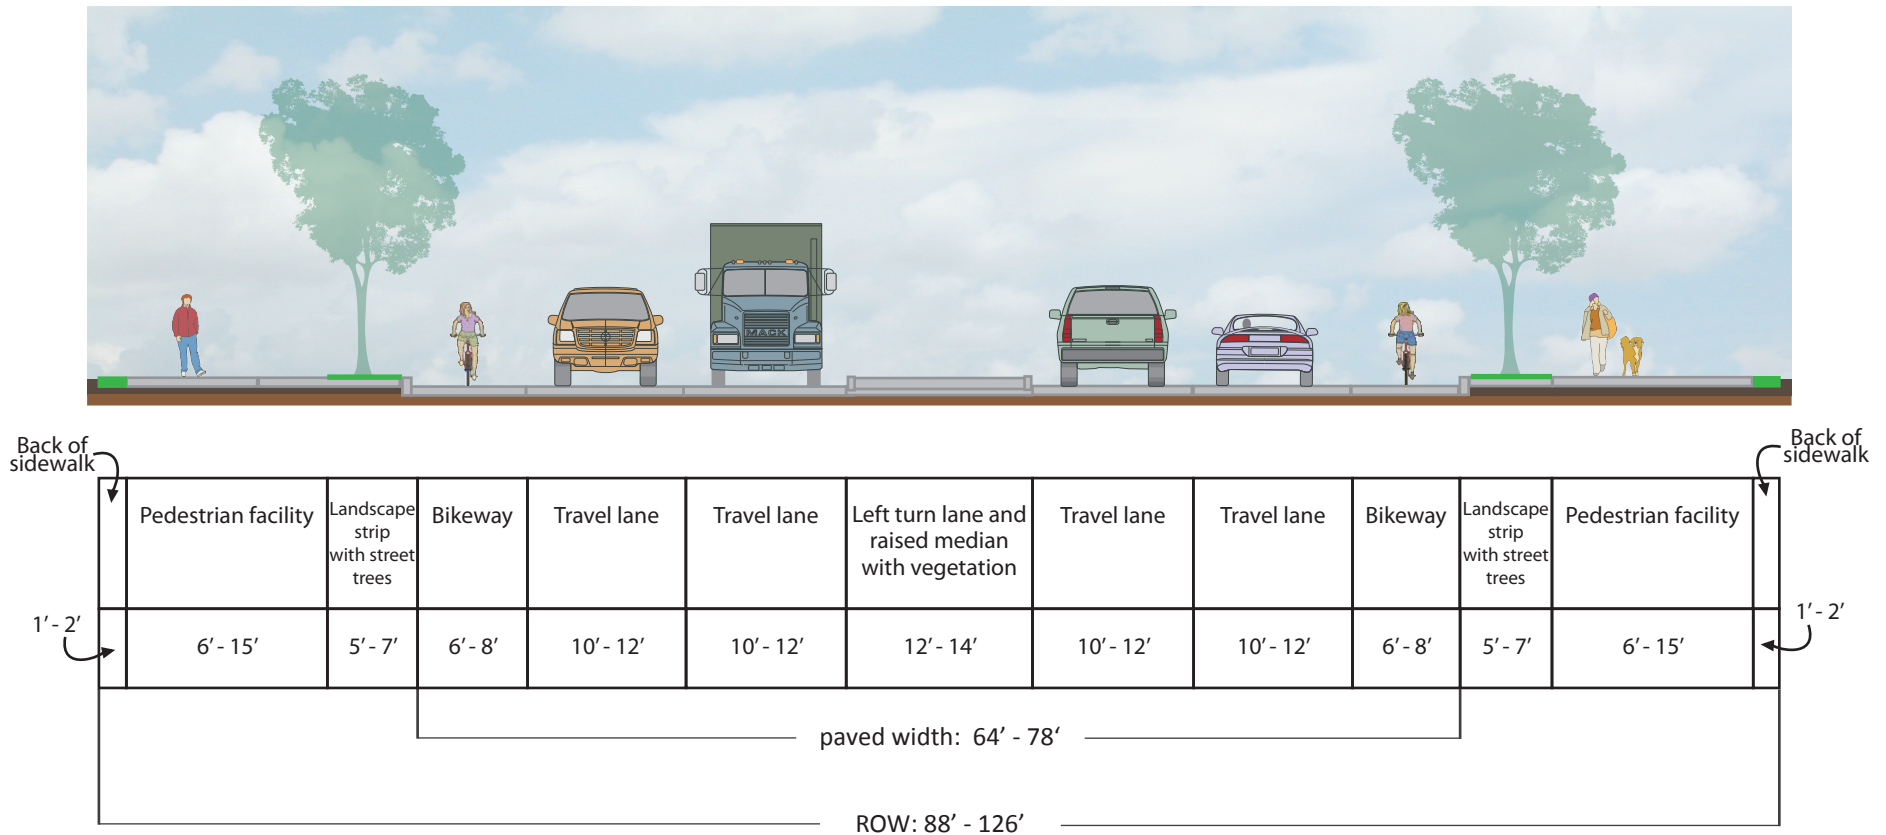 MACK
Back of
sidewalk
Back of
sidewalk
Pedestrian facility
Landscape
strip
with street
trees
Bikeway
Travel lane
Travel lane
Left turn lane and
raised median
with vegetation
Travel lane
Travel lane
Bikeway
Landscape
strip
with street
trees
Pedestrian facility
1’ - 2’
6’ - 15’
5’ - 7’
6’ - 8’
10’ - 12’
10’ - 12’
12’ - 14’
10’ - 12’
10’ - 12’
6’ - 8’
5’ - 7’
6’ - 15’
1’ - 2’
paved width: 64’ - 78‘
ROW: 88’ - 126’